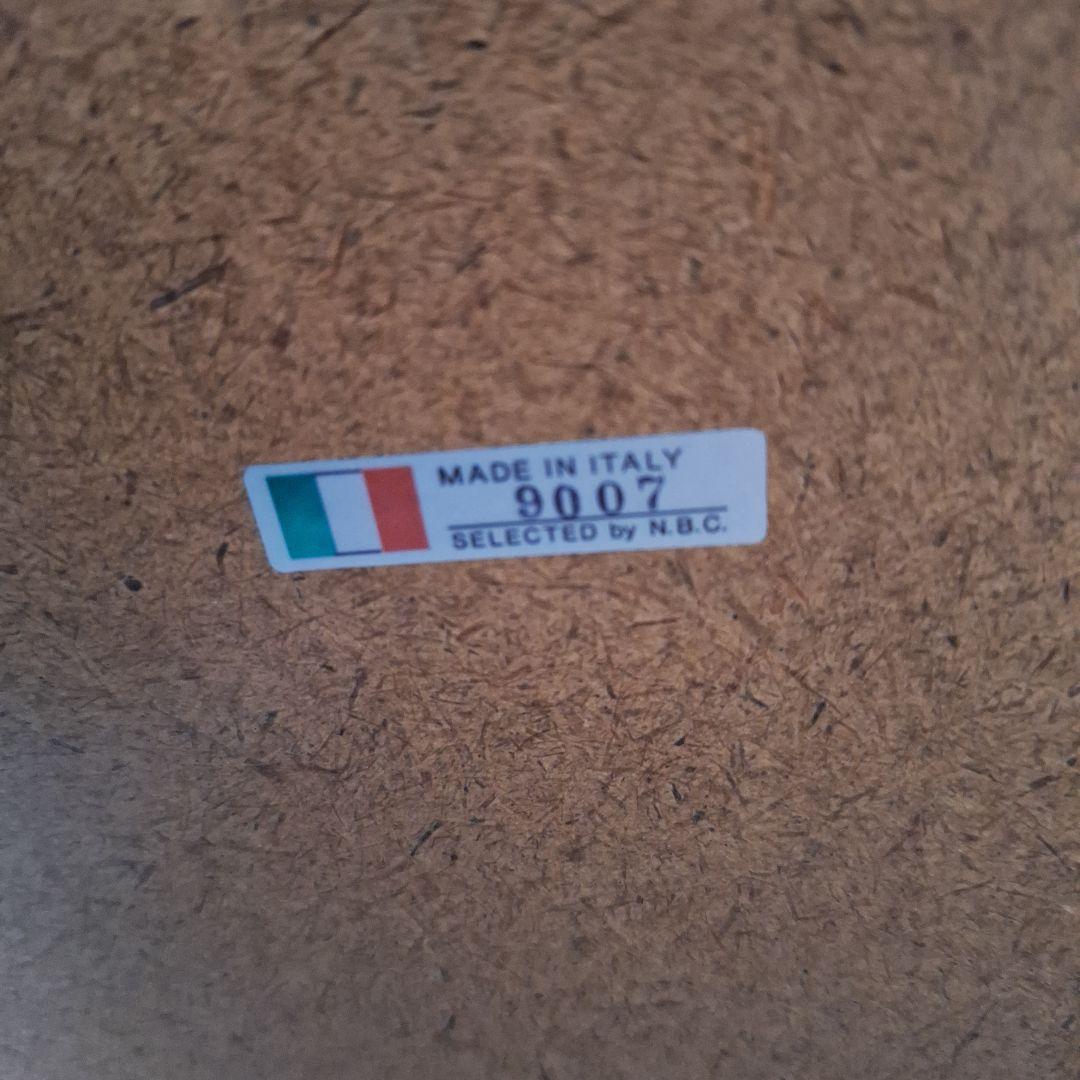 MADE IN ITALY
9007
SELECTED by N.B.C.